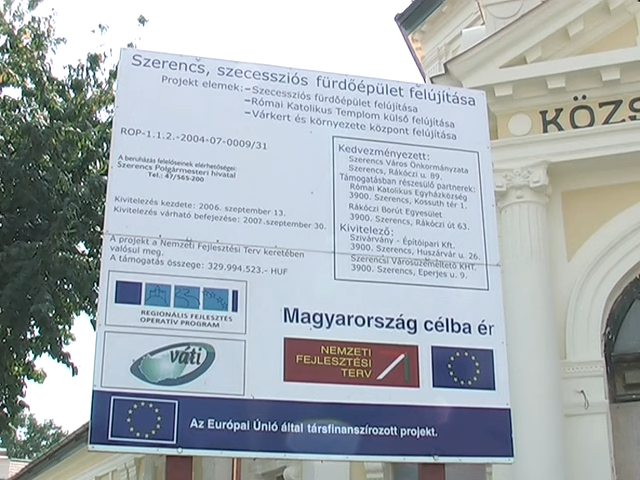 Szerencs, szecessziós fürdőépület felújítása
Projekt elemek: -Szecessziós fürdőépület felújítása
-Római Katolikus Templom külső felújítása
-Várkert és környezete központ felújítása
ROP-1.1.2.-2004-07-0009/31
A beruházás felelőseinek elérhetőségei:
Szerencs Polgármesteri hivatal
Tel.: 47/565-200
Kivitelezés kezdete: 2006. szeptember 13.
Kivitelezés várható befejezése: 2007.szeptember 30.
A projekt a Nemzeti Fejlesztési Terv keretében
valósul meg.
A támogatás összege: 329.994.523.- HUF
Kedvezményezett:
Szerencs Város Önkormányzata
Szerencs, Rákóczi u. 89.
Támogatásban részesülő partnerek:
Római Katolikus Egyházközség
3900. Szerencs, Kossuth tér 1.
Rákóczi Borút Egyesület
3900. Szerencs, Rákóczi út 63.
Kivitelező:
Szivárvány - Építőipari Kft.
3900. Szerencs, Huszárvár u. 26.
Szerencsi Városüzemeltető KHT.
3900. Szerencs, Eperjes u. 9.
REGIONÁLIS FEJLESZTÉS
OPERATÍV PROGRAM
váti
Magyarország célba ér
NEMZETI
FEJLESZTÉSI
TERV
Az Európai Únió által társfinanszírozott projekt.
KÖZS